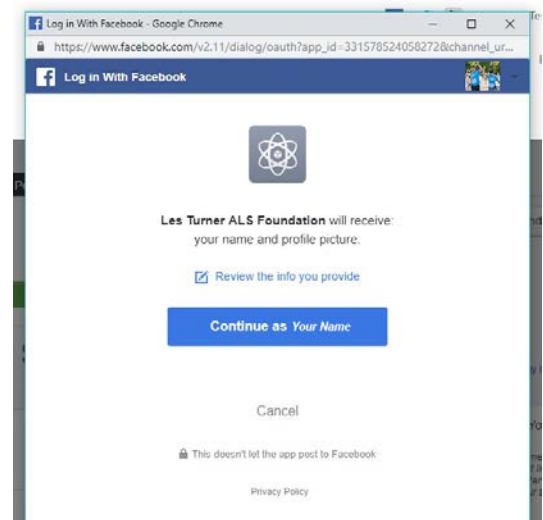 Log in With Facebook - Google Chrome
https://www.facebook.com/v2.11/dialog/oauth?app_id=331578524058272&channel_ur...
Log in With Facebook
Les Turner ALS Foundation will receive:
your name and profile picture.
Review the info you provide
Continue as Your Name
Cancel
This doesn't let the app post to Facebook
Privacy Policy